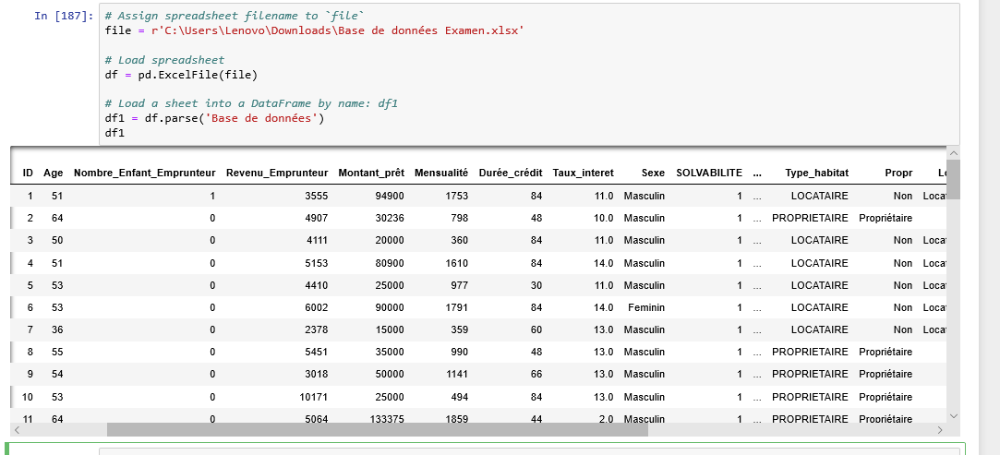 In [187]: # Assign spreadsheet filename to `file`
file = r'C:\Users\Lenovo\Downloads\Base de données Examen.xlsx'
# Load spreadsheet
df = pd.ExcelFile(file)
# Load a sheet into a DataFrame by name: df1
df1 = df.parse('Base de données')
df1
ID Age Nombre_Enfant_Emprunteur Revenu_Emprunteur Montant_prêt Mensualité Durée_crédit Taux_interet Sexe SOLVABILITE ... Type_habitat Propr Lo
1 51 1 3555 94900 1753 84 11.0 Masculin 1 ... LOCATAIRE Non Locat
2 64 0 4907 30236 798 48 10.0 Masculin 1 ... PROPRIETAIRE Propriétaire
3 50 0 4111 20000 360 84 11.0 Masculin 1 ... LOCATAIRE Non Locat
4 51 0 5153 80900 1610 84 14.0 Masculin 1 ... LOCATAIRE Non Locat
5 53 0 4410 25000 977 30 11.0 Masculin 1 ... LOCATAIRE Non Locat
6 53 0 6002 90000 1791 84 14.0 Feminin 1 ... LOCATAIRE Non Locat
7 36 0 2378 15000 359 60 13.0 Masculin 1 ... LOCATAIRE Non Locat
8 55 0 5451 35000 990 48 13.0 Masculin 1 ... PROPRIETAIRE Propriétaire
9 54 0 3018 50000 1141 66 13.0 Masculin 1 ... PROPRIETAIRE Propriétaire
10 53 0 10171 25000 494 84 13.0 Masculin 1 ... PROPRIETAIRE Propriétaire
11 64 0 5064 133375 1859 44 2.0 Masculin 1 ... PROPRIETAIRE Propriétaire